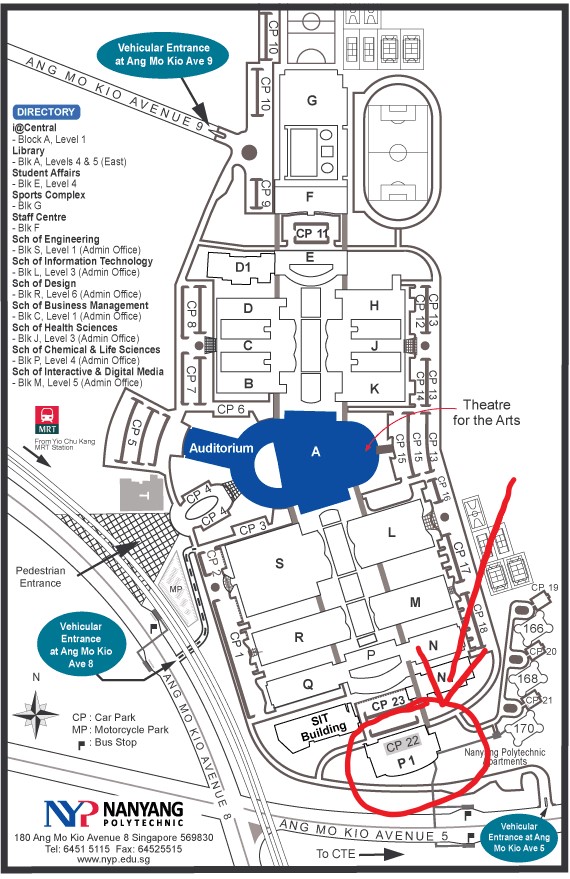 Vehicular Entrance
at Ang Mo Kio Ave 9
ANG MO KIO AVENUE 9
CP 10
CP 10
G
CP 9
F
CP 11
E
D1
DIRECTORY
i@Central
- Block A, Level 1
Library
- Blk A, Levels 4 & 5 (East)
Student Affairs
- Blk E, Level 4
Sports Complex
- Blk G
Staff Centre
- Blk F
Sch of Engineering
- Blk S, Level 1 (Admin Office)
Sch of Information Technology
- Blk L, Level 3 (Admin Office)
Sch of Design
- Blk R, Level 6 (Admin Office)
Sch of Business Management
- Blk C, Level 1 (Admin Office)
Sch of Health Sciences
- Blk J, Level 3 (Admin Office)
Sch of Chemical & Life Sciences
- Blk P, Level 4 (Admin Office)
Sch of Interactive & Digital Media
- Blk M, Level 5 (Admin Office)
CP 8
D
H
CP 12
CP 13
C
J
CP 7
B
K
CP 14
CP 13
CP 6
MRT
From Yio Chu Kang
MRT Station
CP 5
Auditorium
A
Theatre
for the Arts
CP 15
CP 15
CP 13
T
CP 4
CP 4
CP 16
CP 3
L
Pedestrian
Entrance
MP
CP 2
S
CP 17
M
CP 19
CP 18
166
Vehicular
Entrance
at Ang Mo Kio
Ave 8
CP 1
R
P
N
CP 20
168
N
Q
CP 21
CP 23
SIT
Building
170
CP 22
P1
Nanyang Polytechnic
Apartments
N
CP : Car Park
MP : Motorcycle Park
: Bus Stop
ANG MO KIO AVENUE 8
NYP NANYANG
POLYTECHNIC
180 Ang Mo Kio Avenue 8 Singapore 569830
Tel: 6451 5115 Fax: 64525515
www.nyp.edu.sg
ANG MO KIO AVENUE 5
To CTE
Vehicular
Entrance at Ang
Mo Kio Ave 5